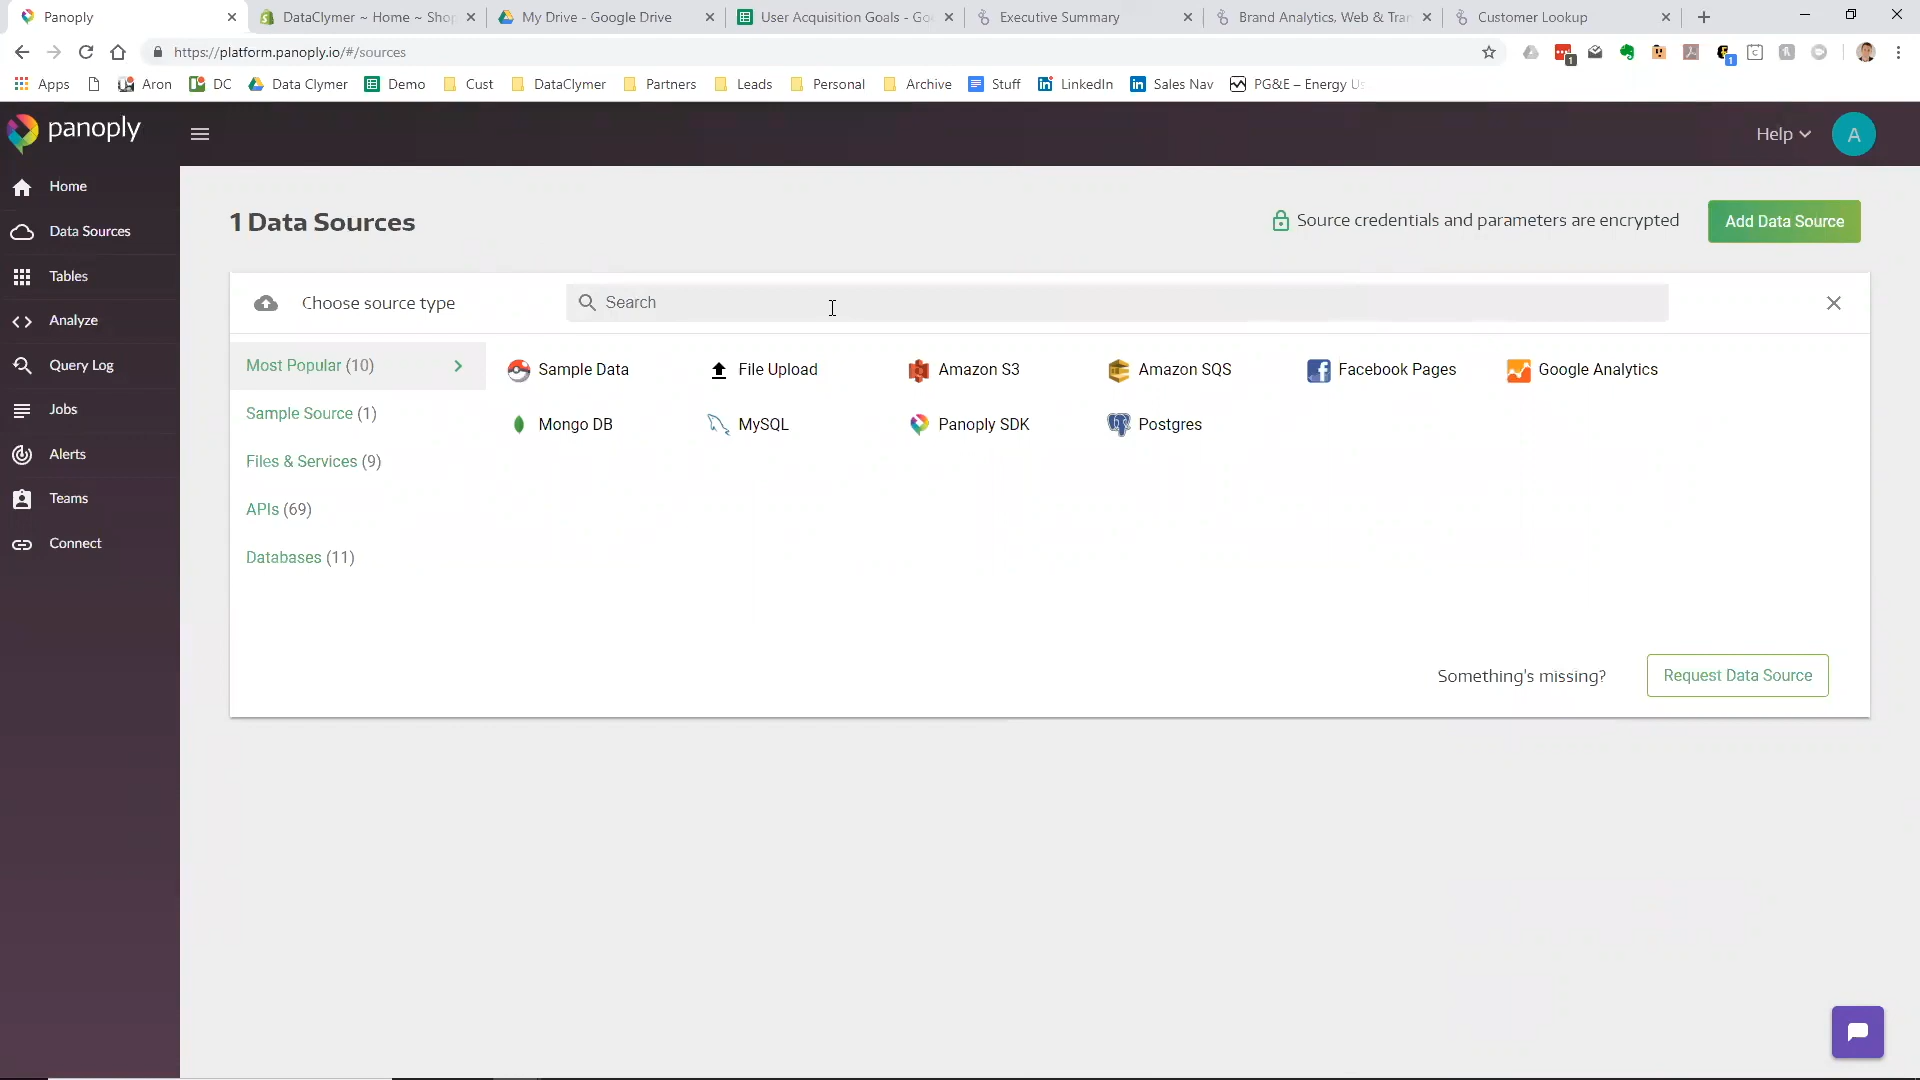 Panoply
DataClymer ~ Home ~ Shop
My Drive - Google Drive
User Acquisition Goals - Go
Executive Summary
Brand Analytics, Web & Tra
Customer Lookup
https://platform.panoply.io/#/sources
1
1
Apps
Aron
DC
Data Clymer
Demo
Cust
DataClymer
Partners
Leads
Personal
Archive
Stuff
LinkedIn
Sales Nav
PG&E – Energy Us
panoply
Help
A
Home
Data Sources
Tables
Analyze
Query Log
Jobs
Alerts
Teams
Connect
1 Data Sources
Source credentials and parameters are encrypted
Add Data Source
Choose source type
Search
Most Popular (10)
Sample Source (1)
Files & Services (9)
APIs (69)
Databases (11)
Sample Data
File Upload
Amazon S3
Amazon SQS
Facebook Pages
Google Analytics
Mongo DB
MySQL
Panoply SDK
Postgres
Something's missing?
Request Data Source